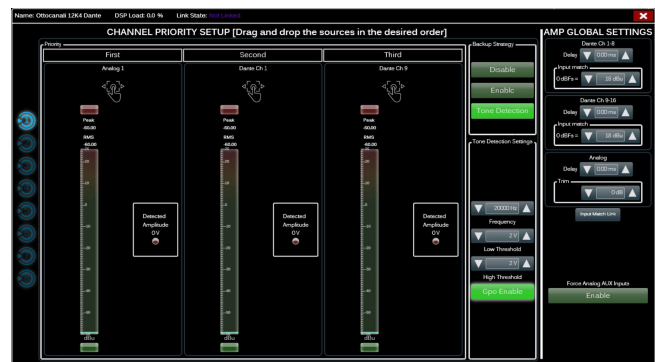 Name: Ottocanali 12K4 Dante DSP Load: 0.0 % Link State: Not Linked
CHANNEL PRIORITY SETUP [Drag and drop the sources in the desired order]
AMP GLOBAL SETTINGS
Priority
First Second Third
Analog 1 Dante Ch 1 Dante Ch 9
Peak Peak Peak
-60.00 -60.00 -60.00
RMS RMS RMS
-60.00 -60.00 -60.00
Detected Detected Detected
Amplitude Amplitude Amplitude
0 V 0 V 0 V
dBu dBu dBu
Backup Strategy
Disable
Enable
Tone Detection
Tone Detection Settings
20000 Hz
Frequency
2 V
Low Threshold
2 V
High Threshold
Gpo Enable
Dante Ch 1-8
Delay 0.00 ms
Input match
0 dBFs = 18 dBu
Dante Ch 9-16
Delay 0.00 ms
Input match
0 dBFs = 18 dBu
Analog
Delay 0.00 ms
Trim
0 dB
Input Match Link
Force Analog AUX Inputs
Enable